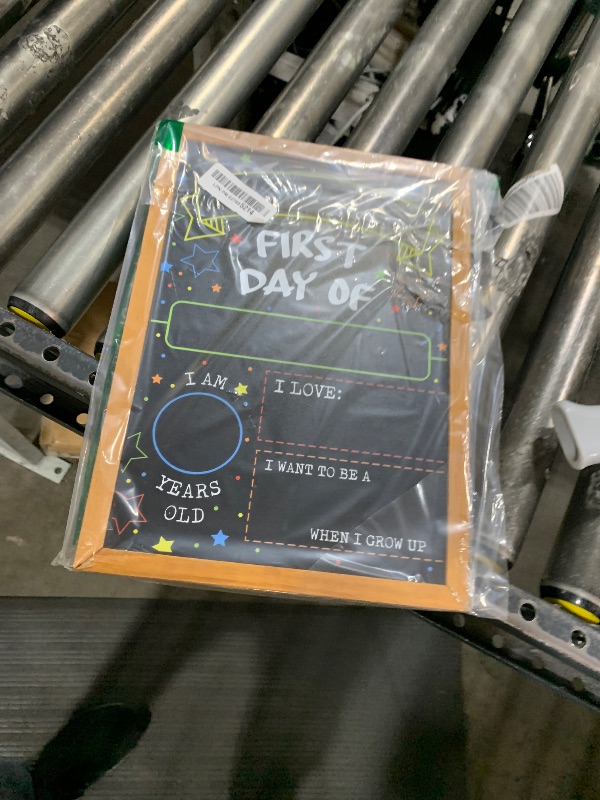 FIRST
DAY OF
I AM
YEARS
OLD
I LOVE:
I WANT TO BE A
WHEN I GROW UP